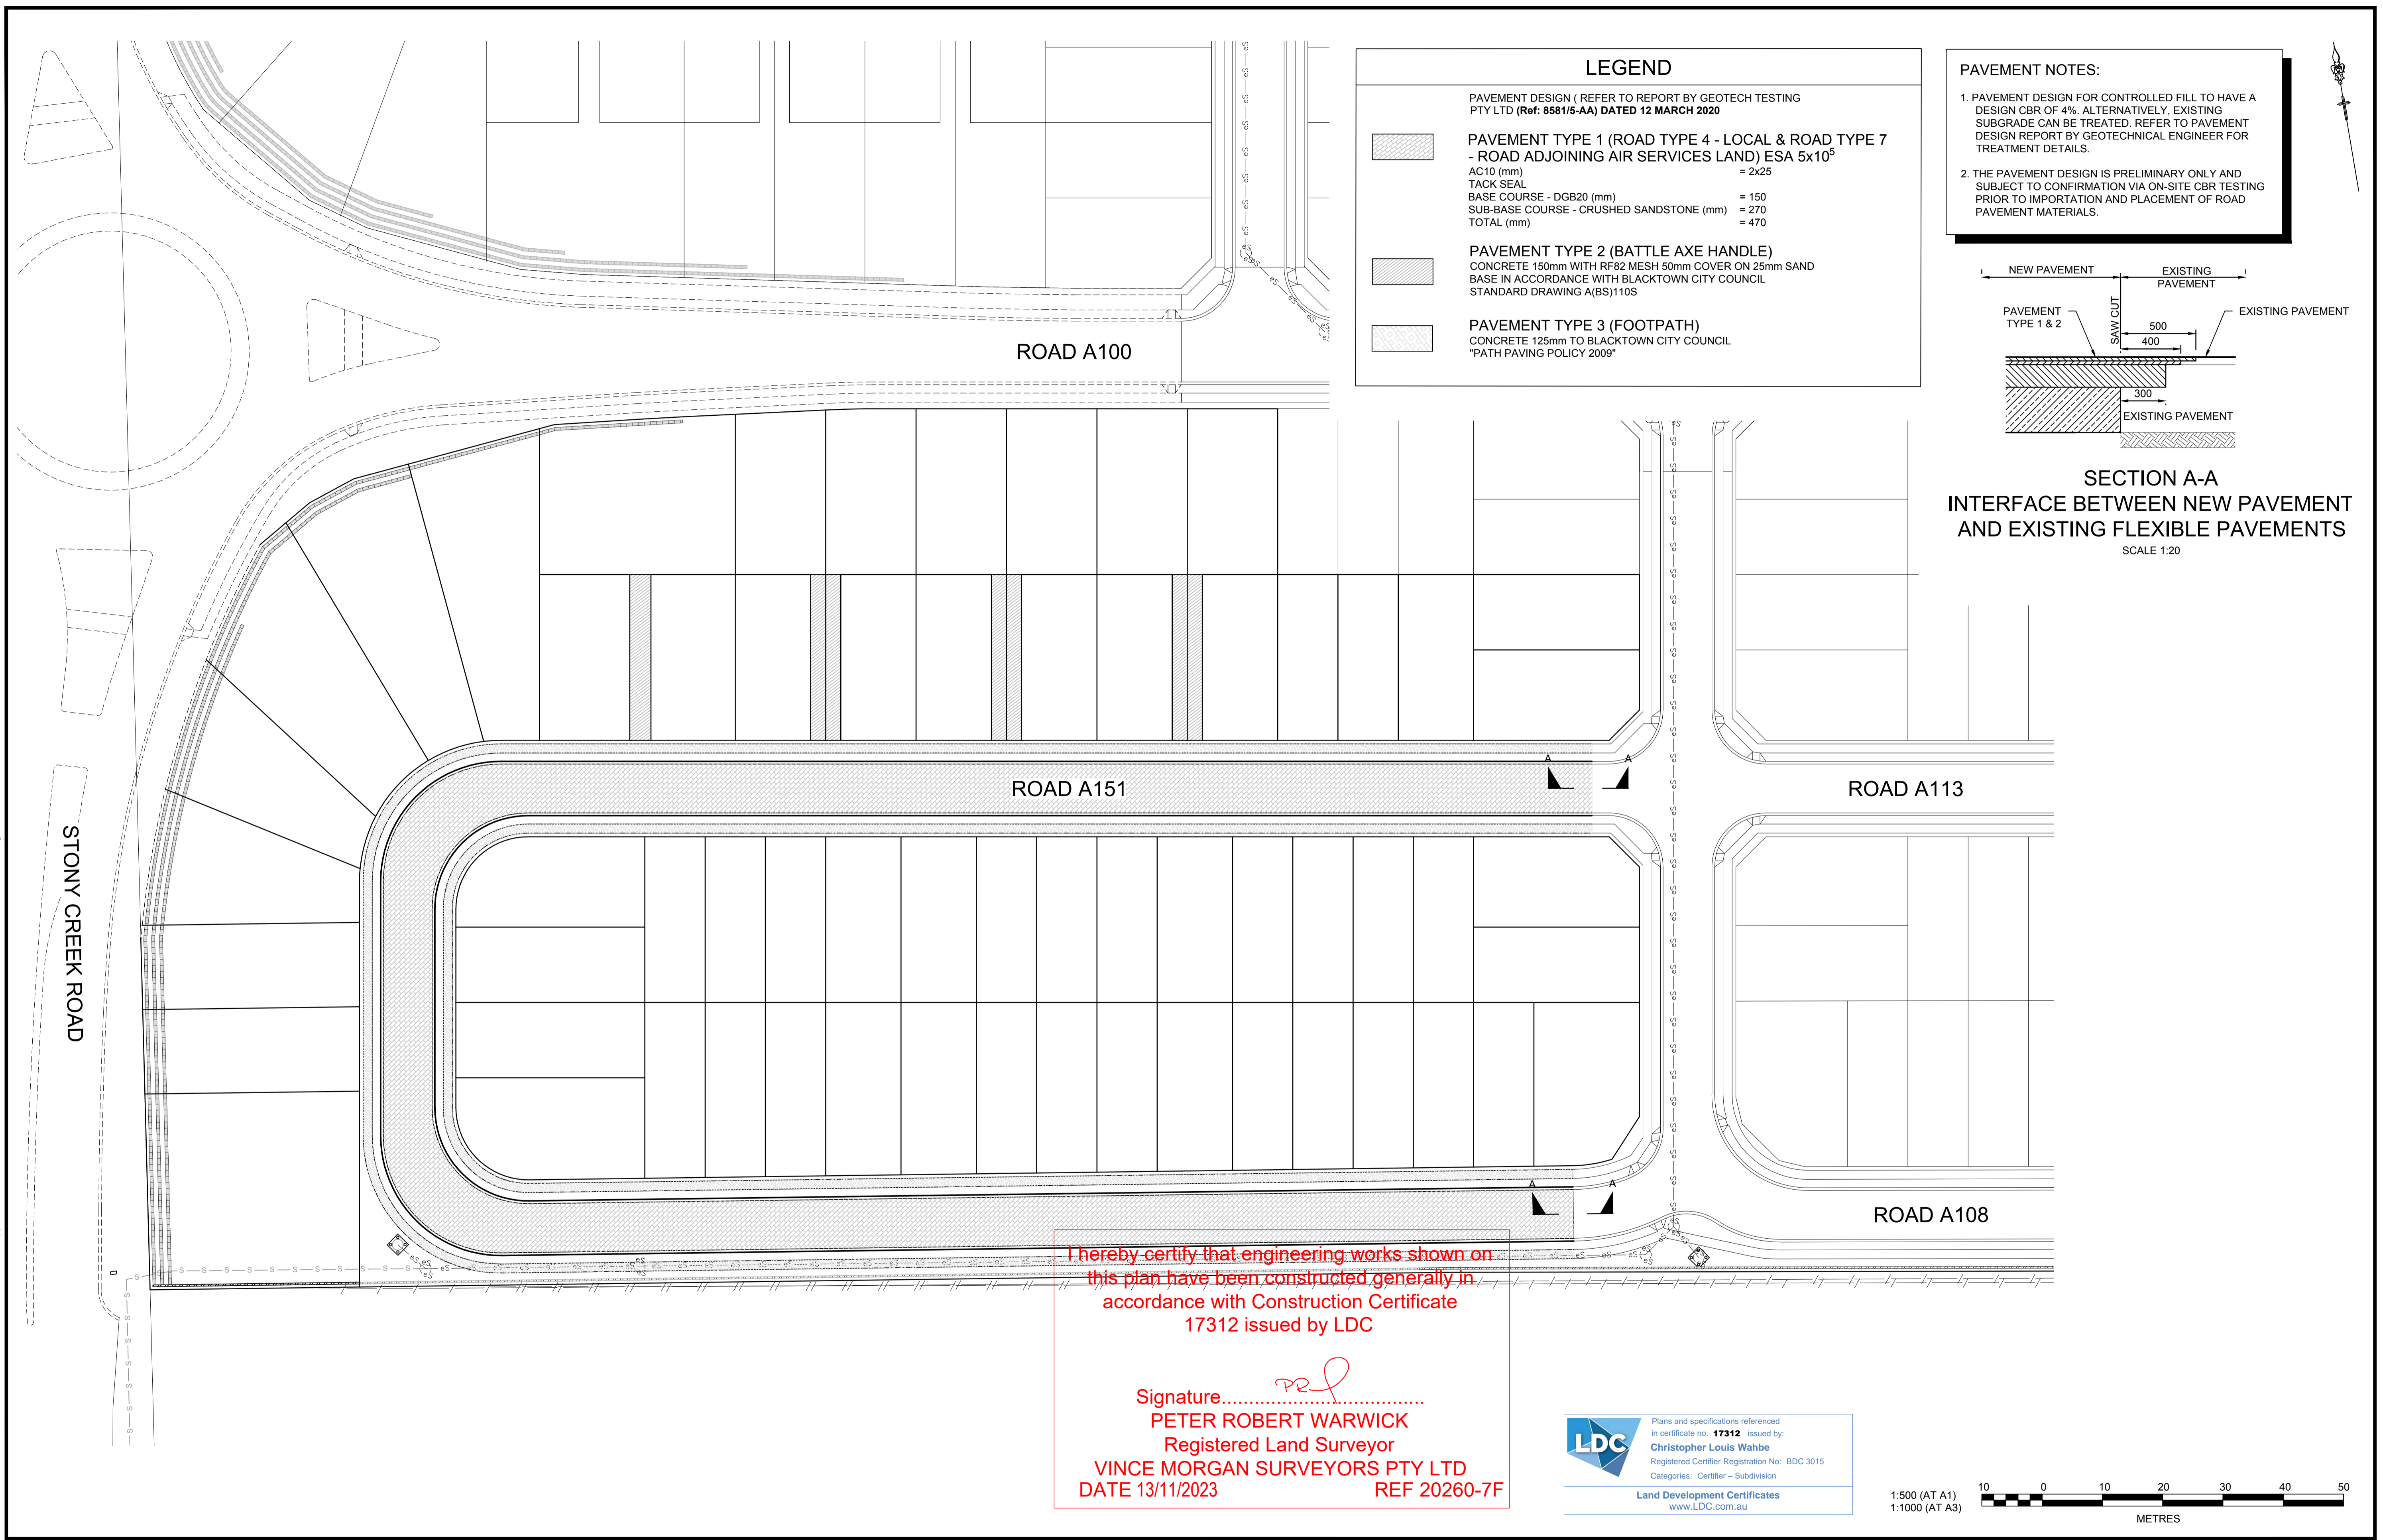 LEGEND
PAVEMENT DESIGN ( REFER TO REPORT BY GEOTECH TESTING
PTY LTD (Ref: 8581/5-AA) DATED 12 MARCH 2020
PAVEMENT TYPE 1 (ROAD TYPE 4 - LOCAL & ROAD TYPE 7
- ROAD ADJOINING AIR SERVICES LAND) ESA 5x10⁵
AC10 (mm) = 2x25
TACK SEAL
BASE COURSE - DGB20 (mm) = 150
SUB-BASE COURSE - CRUSHED SANDSTONE (mm) = 270
TOTAL (mm) = 470
PAVEMENT TYPE 2 (BATTLE AXE HANDLE)
CONCRETE 150mm WITH RF82 MESH 50mm COVER ON 25mm SAND
BASE IN ACCORDANCE WITH BLACKTOWN CITY COUNCIL
STANDARD DRAWING A(BS)110S
PAVEMENT TYPE 3 (FOOTPATH)
CONCRETE 125mm TO BLACKTOWN CITY COUNCIL
"PATH PAVING POLICY 2009"
PAVEMENT NOTES:
1. PAVEMENT DESIGN FOR CONTROLLED FILL TO HAVE A
DESIGN CBR OF 4%. ALTERNATIVELY, EXISTING
SUBGRADE CAN BE TREATED. REFER TO PAVEMENT
DESIGN REPORT BY GEOTECHNICAL ENGINEER FOR
TREATMENT DETAILS.
2. THE PAVEMENT DESIGN IS PRELIMINARY ONLY AND
SUBJECT TO CONFIRMATION VIA ON-SITE CBR TESTING
PRIOR TO IMPORTATION AND PLACEMENT OF ROAD
PAVEMENT MATERIALS.
NEW PAVEMENT
EXISTING
PAVEMENT
PAVEMENT
TYPE 1 & 2
SAW CUT
500
400
EXISTING PAVEMENT
300
EXISTING PAVEMENT
SECTION A-A
INTERFACE BETWEEN NEW PAVEMENT
AND EXISTING FLEXIBLE PAVEMENTS
SCALE 1:20
ROAD A100
ROAD A151
A
A
ROAD A113
STONY CREEK ROAD
A
A
ROAD A108
I hereby certify that engineering works shown on
this plan have been constructed generally in
accordance with Construction Certificate
17312 issued by LDC
Signature....................................
PETER ROBERT WARWICK
Registered Land Surveyor
VINCE MORGAN SURVEYORS PTY LTD
DATE 13/11/2023 REF 20260-7F
LDC
Plans and specifications referenced
in certificate no. 17312 issued by:
Christopher Louis Wahbe
Registered Certifier Registration No: BDC 3015
Categories: Certifier – Subdivision
Land Development Certificates
www.LDC.com.au
1:500 (AT A1)
1:1000 (AT A3)
10 0 10 20 30 40 50
METRES